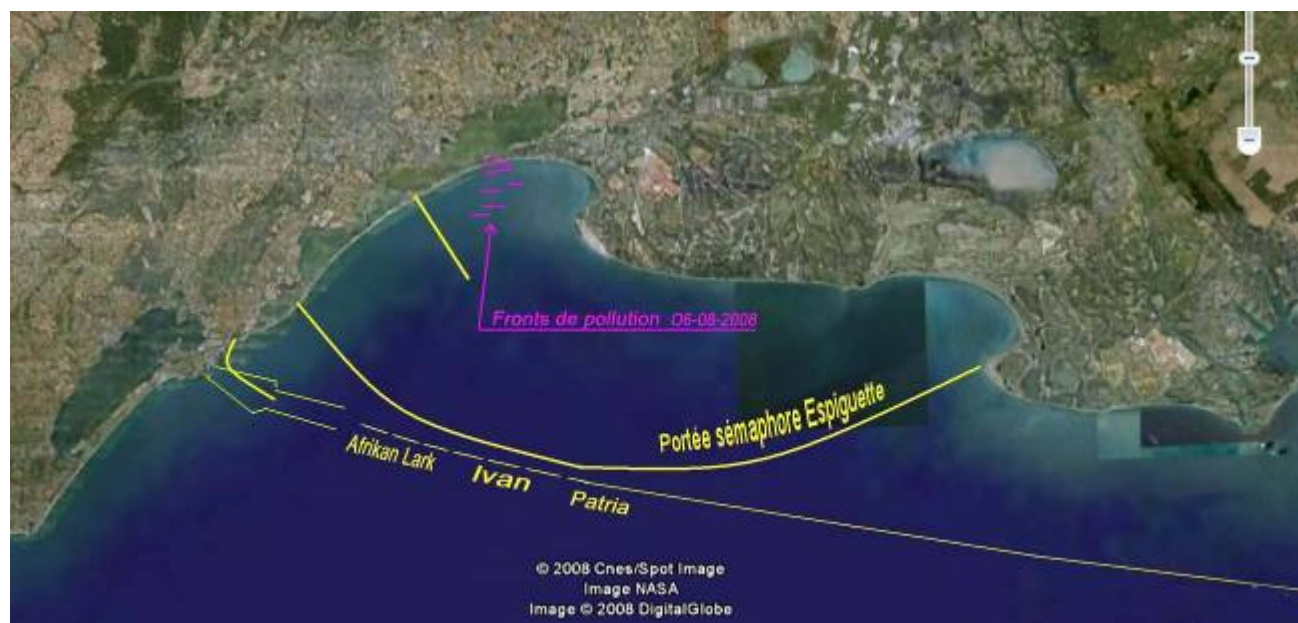 Fronts de pollution 06-08-2008
Portée sémaphore Espiguette
Afrikan Lark
Ivan
Patria
© 2008 Cnes/Spot Image
Image NASA
Image © 2008 DigitalGlobe